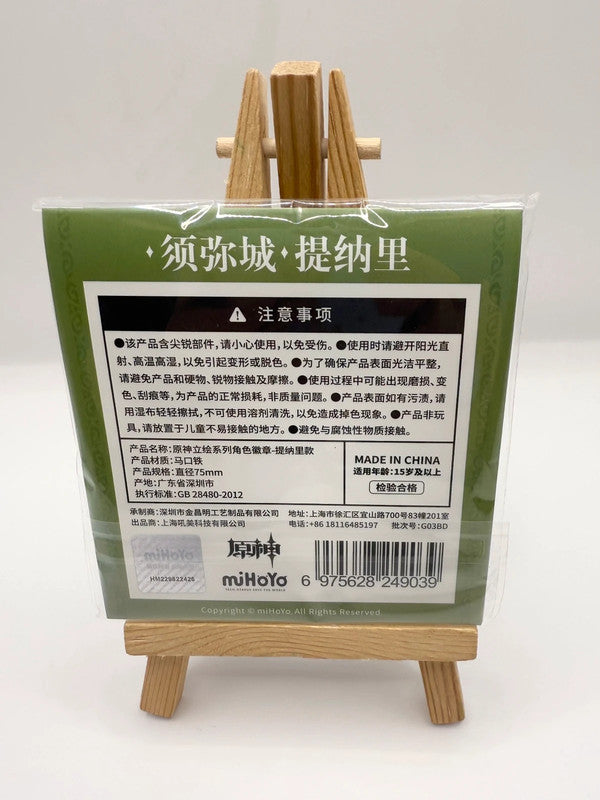 ·须弥城·提纳里
注意事项
●该产品含尖锐部件，请小心使用，以免受伤。●使用时请避开阳光直
射、高温高湿，以免引起变形或脱色。●为了确保产品表面光洁平整，
请避免产品和硬物、锐物接触及摩擦。●使用过程中可能出现磨损、变
色、刮痕等，为产品的正常损耗，非质量问题。●产品表面如有污渍，请
用湿布轻轻擦拭，不可使用溶剂清洗，以免造成掉色现象。●产品非玩
具，请放置于儿童不易接触的地方。●避免与腐蚀性物质接触。
产品名称：原神立绘系列角色徽章-提纳里款
产品材质：马口铁
产品规格：直径75mm
产地：广东省深圳市
执行标准：GB 28480-2012
MADE IN CHINA
适用年龄：15岁及以上
检验合格
承制商：深圳市金昌明工艺制品有限公司
出品商：上海吼美科技有限公司
地址：上海市徐汇区宜山路700号83幢201室
电话：+86 18116485197 批次号：G03BD
miHoYo
HM229822426
原神
miHoYo
TECH OTAKUS SAVE THE WORLD
6 975628 249039
Copyright © miHoYo. All Rights Reserved.